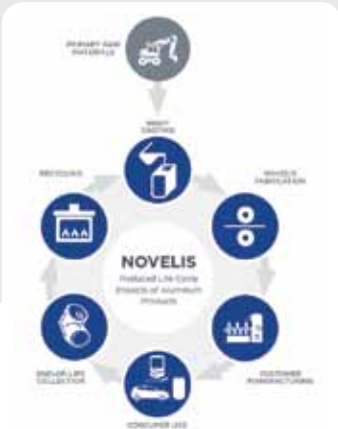 PRIMARY RAW
MATERIALS
INGOT
CASTING
RECYCLING
NOVELIS
FABRICATION
NOVELIS
Reduced Life Cycle
Impacts of Aluminum
Products
END-OF-LIFE
COLLECTION
CUSTOMER
MANUFACTURING
CONSUMER USE